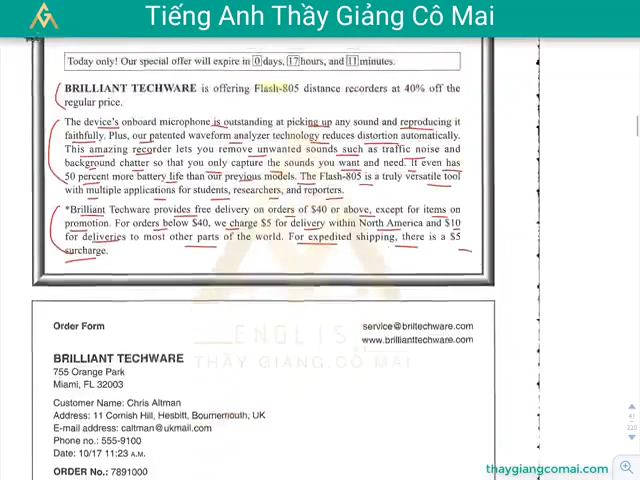 Tiếng Anh Thầy Giảng Cô Mai
Today only! Our special offer will expire in 0 days, 17 hours, and 11 minutes.
BRILLIANT TECHWARE is offering Flash-805 distance recorders at 40% off the
regular price.
The device's onboard microphone is outstanding at picking up any sound and reproducing it
faithfully. Plus, our patented waveform analyzer technology reduces distortion automatically.
This amazing recorder lets you remove unwanted sounds such as traffic noise and
background chatter so that you only capture the sounds you want and need. It even has
50 percent more battery life than our previous models. The Flash-805 is a truly versatile tool
with multiple applications for students, researchers, and reporters.
*Brilliant Techware provides free delivery on orders of $40 or above, except for items on
promotion. For orders below $40, we charge $5 for delivery within North America and $10
for deliveries to most other parts of the world. For expedited shipping, there is a $5
surcharge.
ENGLIS
THẦY GIẢNG CÔ MAI
Order Form
service@briltechware.com
www.brillianttechware.com
BRILLIANT TECHWARE
755 Orange Park
Miami, FL 32003
Customer Name: Chris Altman
Address: 11 Cornish Hill, Hesbitt, Bournemouth, UK
E-mail address: caltman@ukmail.com
Phone no.: 555-9100
Date: 10/17 11:23 A.M.
ORDER No.: 7891000
41
220
thaygiangcomai.com